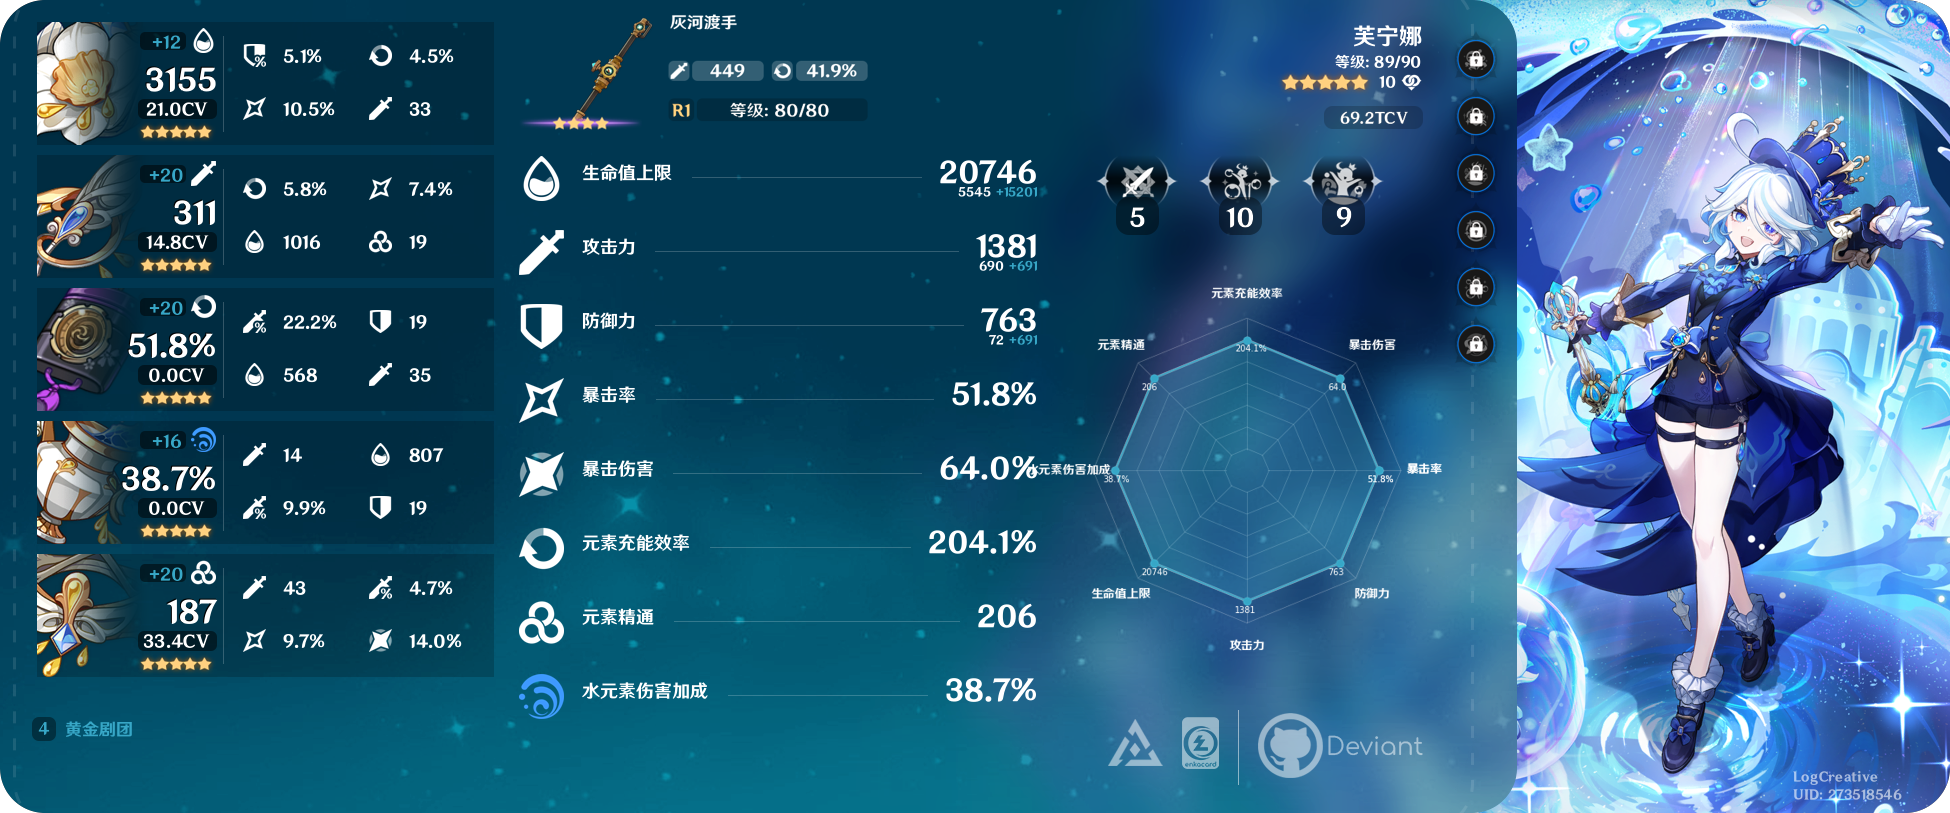 +12
3155
21.0CV
5.1%
4.5%
10.5%
33
+20
311
14.8CV
5.8%
7.4%
1016
19
+20
51.8%
0.0CV
22.2%
19
568
35
+16
38.7%
0.0CV
14
807
9.9%
19
+20
187
33.4CV
43
4.7%
9.7%
14.0%
4 黄金剧团
灰河渡手
449 41.9%
R1 等级: 80/80
生命值上限 20746
5545 +15201
攻击力 1381
690 +691
防御力 763
72 +691
暴击率 51.8%
暴击伤害 64.0%
元素充能效率 204.1%
元素精通 206
水元素伤害加成 38.7%
芙宁娜
等级: 89/90
10
69.2TCV
5 10 9
元素充能效率
204.1%
元素精通
206
暴击伤害
64.0
水元素伤害加成
38.7%
暴击率
51.8%
20746
生命值上限
763
防御力
1381
攻击力
enkacard
Deviant
LogCreative
UID: 273518546